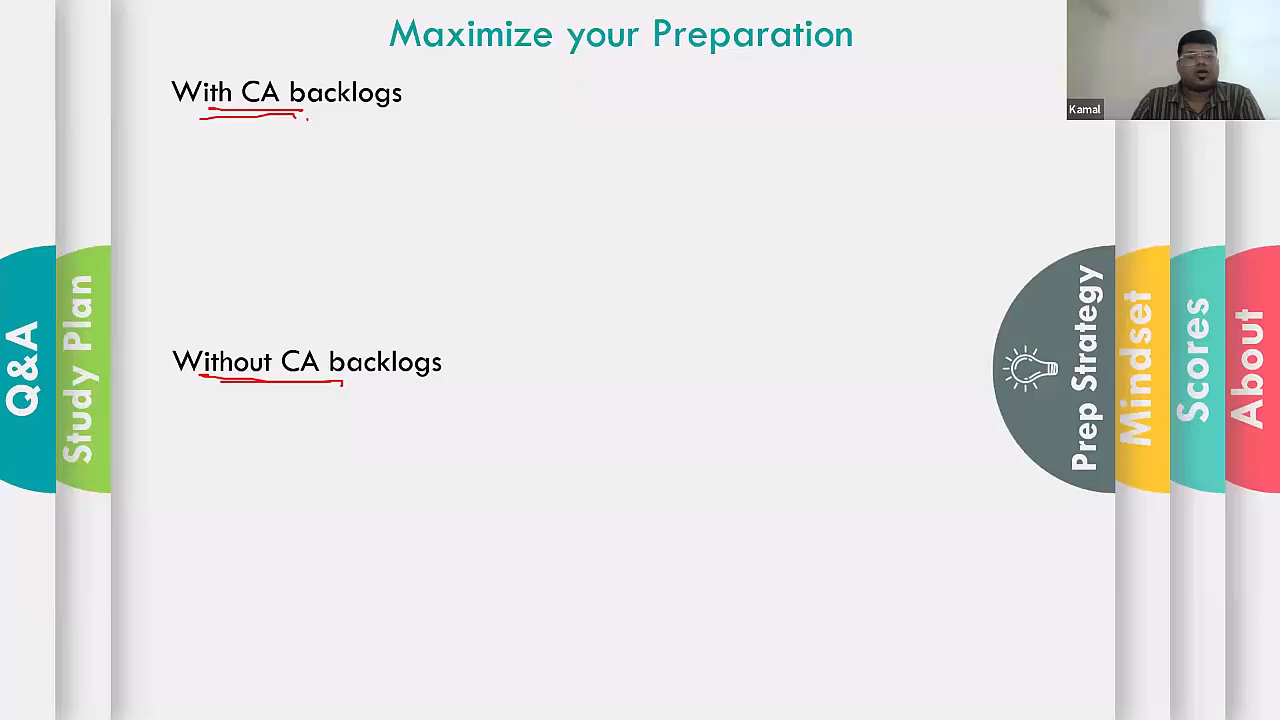 Maximize your Preparation
With CA backlogs
Kamal
Without CA backlogs
Q&A
Study Plan
Prep Strategy
Mindset
Scores
About